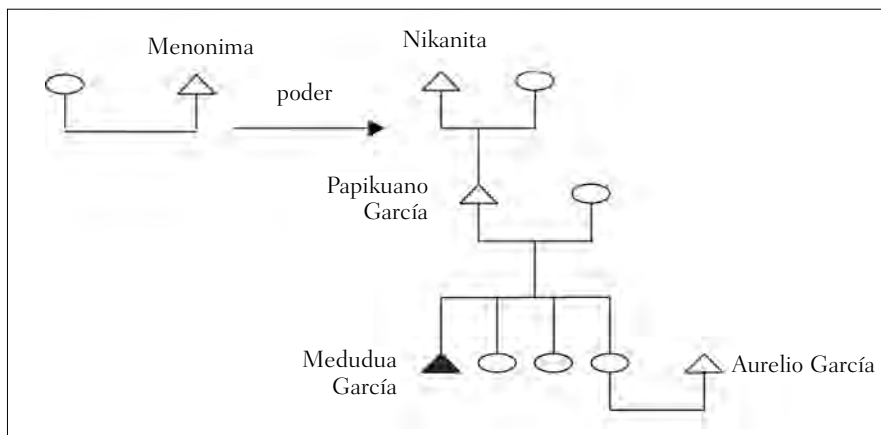 Menonima
Nikanita
poder
Papikuano
García
Medudua
García
Aurelio García